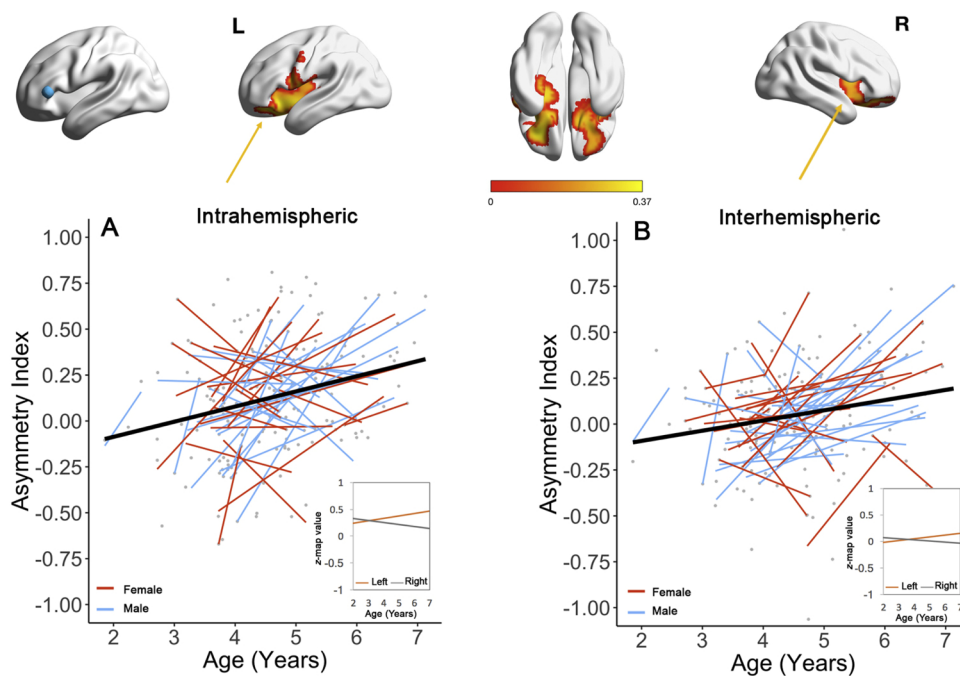 L
R
0
0.37
Intrahemispheric
Interhemispheric
A
Asymmetry Index
1.00
0.75
0.50
0.25
0.00
-0.25
-0.50
-0.75
-1.00
Female
Male
z-map value
1
0.5
0
-0.5
-1
Left
Right
2 3 4 5 6 7
Age (Years)
2 3 4 5 6 7
Age (Years)
B
Asymmetry Index
1.00
0.75
0.50
0.25
0.00
-0.25
-0.50
-0.75
-1.00
Female
Male
z-map value
1
0.5
0
-0.5
-1
Left
Right
2 3 4 5 6 7
Age (Years)
2 3 4 5 6 7
Age (Years)